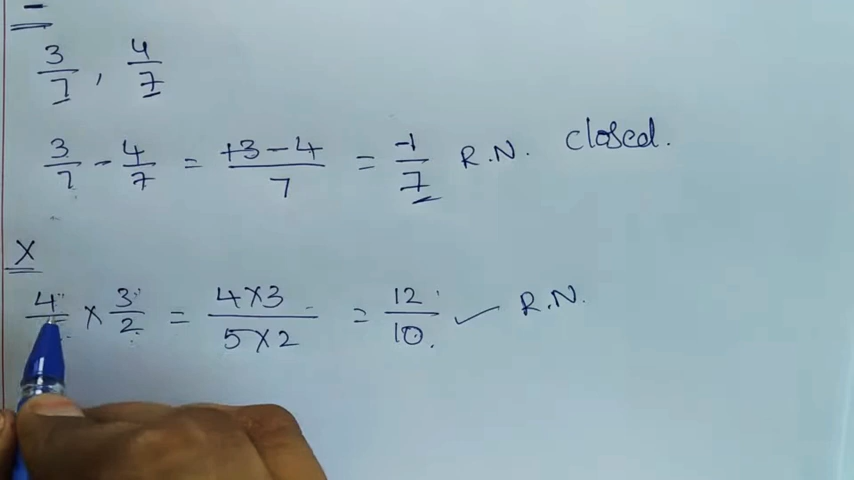 -
3/7 , 4/7
3/7 - 4/7 = +3-4/7 = -1/7 R.N. closed.
X
4/ x 3/2 = 4x3/5x2 = 12/10 ✓ R.N.